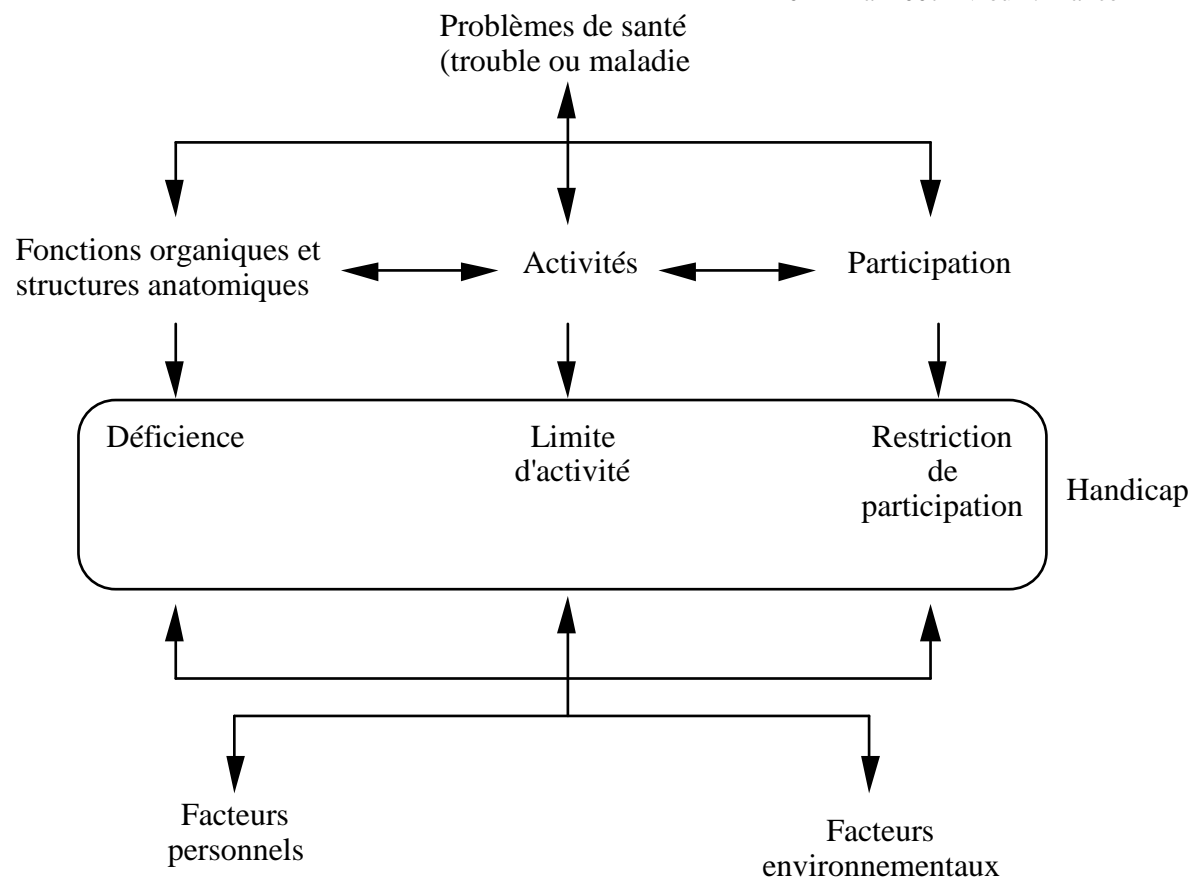 Problèmes de santé
(trouble ou maladie
Fonctions organiques et
structures anatomiques
Activités
Participation
Déficience
Limite
d'activité
Restriction
de
participation
Handicap
Facteurs
personnels
Facteurs
environnementaux